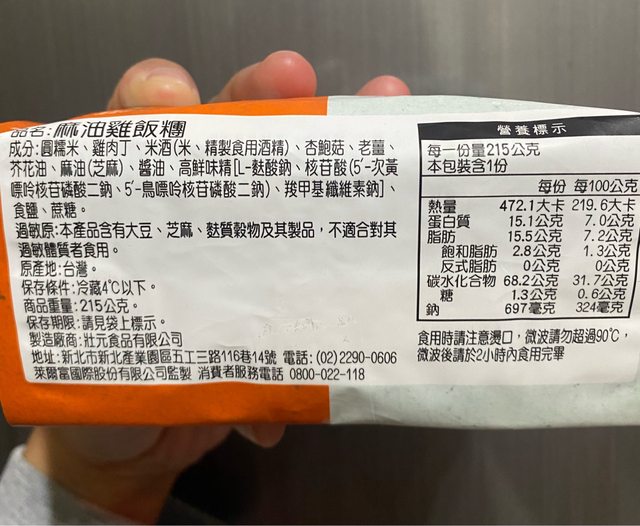 品名:麻油雞飯糰
成分:圓糯米、雞肉丁、米酒(米、精製食用酒精)、杏鮑菇、老薑、
芥花油、麻油(芝麻)、醬油、高鮮味精[L-麩酸鈉、核苷酸(5´-次黃
嘌呤核苷磷酸二鈉、5´-鳥嘌呤核苷磷酸二鈉)、羧甲基纖維素鈉]、
食鹽、蔗糖。
過敏原:本產品含有大豆、芝麻、麩質穀物及其製品,不適合對其
過敏體質者食用。
原產地:台灣。
保存條件:冷藏4℃以下。
商品重量:215公克。
保存期限:請見袋上標示。
製造廠商:壯元食品有限公司
地址:新北市新北產業園區五工三路116巷14號 電話:(02)2290-0606
萊爾富國際股份有限公司監製 消費者服務電話 0800-022-118
營養標示
每一份量215公克
本包裝含1份
每份 每100公克
熱量 472.1大卡 219.6大卡
蛋白質 15.1公克 7.0公克
脂肪 15.5公克 7.2公克
飽和脂肪 2.8公克 1.3公克
反式脂肪 0公克 0公克
碳水化合物 68.2公克 31.7公克
糖 1.3公克 0.6公克
鈉 697毫克 324毫克
食用時請注意燙口,微波請勿超過90℃,
微波後請於2小時內食用完畢